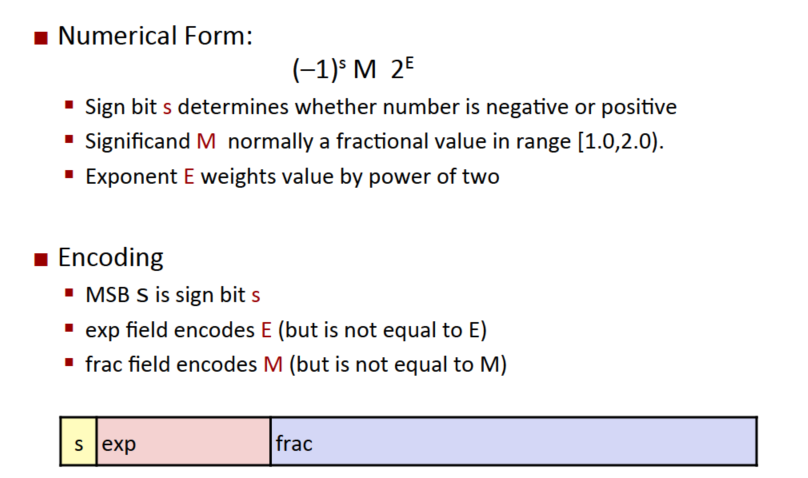 Numerical Form:
(–1)ˢ M 2ᴱ
Sign bit s determines whether number is negative or positive
Significand M normally a fractional value in range [1.0,2.0).
Exponent E weights value by power of two
Encoding
MSB S is sign bit s
exp field encodes E (but is not equal to E)
frac field encodes M (but is not equal to M)
s exp frac